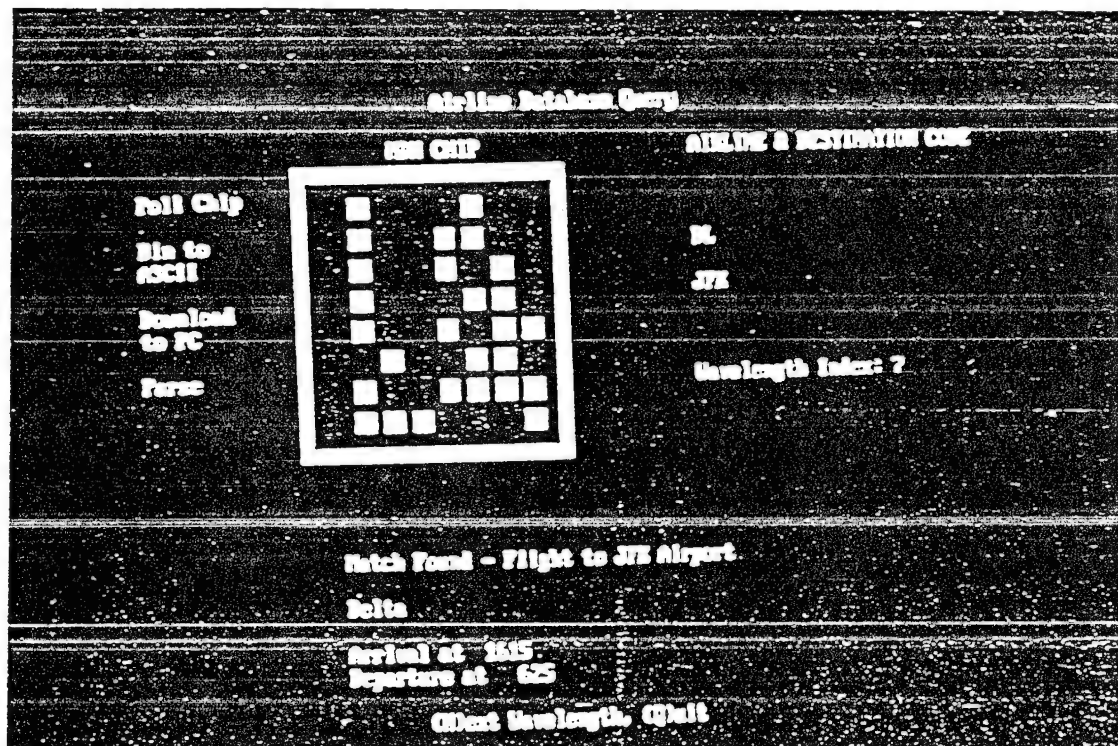 Airline Database Query
CHIP
AIRLINE & DESTINATION CODE
Poll Chip
DL
Bin to
ASCII
JFK
Download
to PC
Wavelength Index: 7
Parse
Match Found - Flight to JFK Airport
Delta
Arrival at 1615
Departure at 625
(N)ext Wavelength, (Q)uit